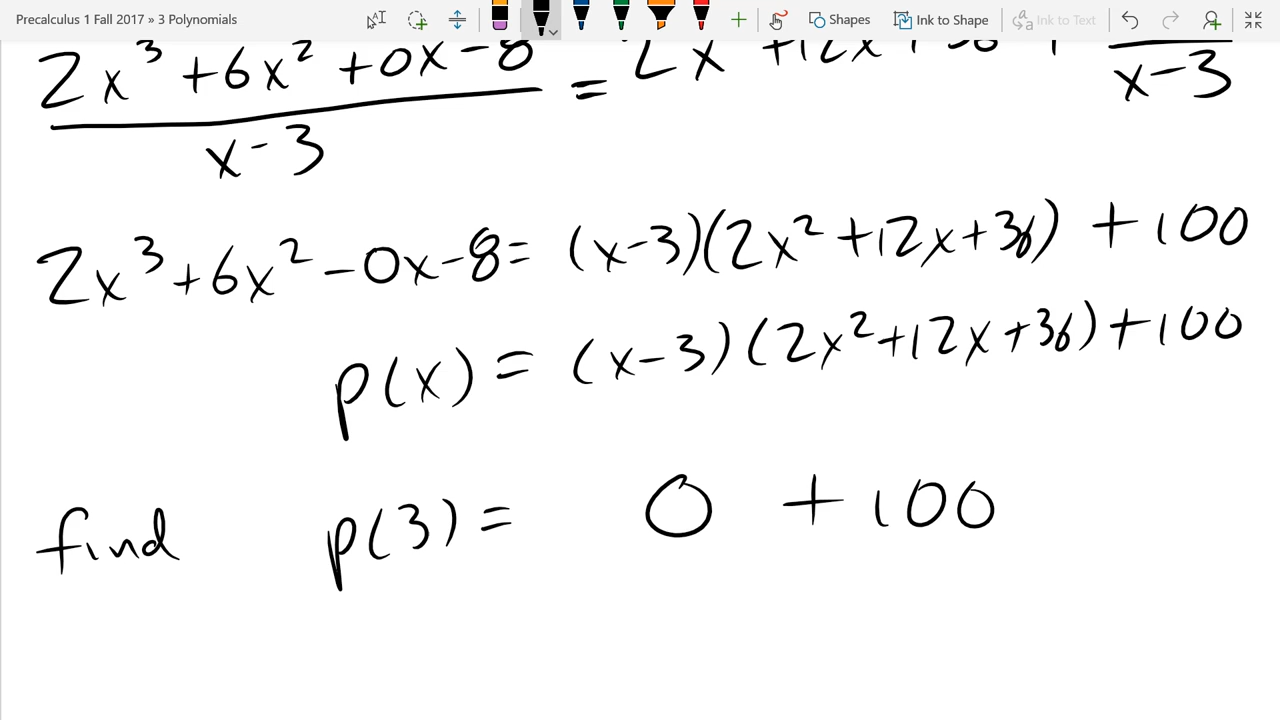 Precalculus 1 Fall 2017 » 3 Polynomials
Shapes
Ink to Shape
Ink to Text
2x³ + 6x² + 0x - 8 = 2x + 12x + 36 +
x - 3
x - 3
2x³ + 6x² - 0x - 8 = (x - 3)(2x² + 12x + 36) + 100
p(x) = (x - 3)(2x² + 12x + 36) + 100
find p(3) = 0 + 100